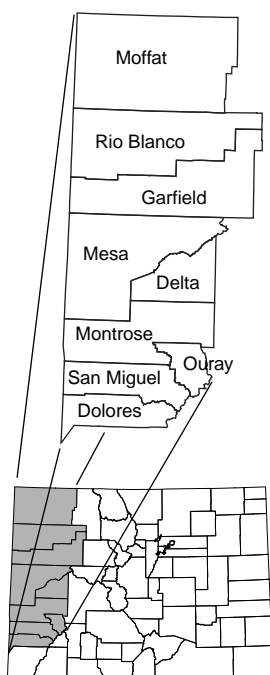 Moffat
Rio Blanco
Garfield
Mesa
Delta
Montrose
Ouray
San Miguel
Dolores